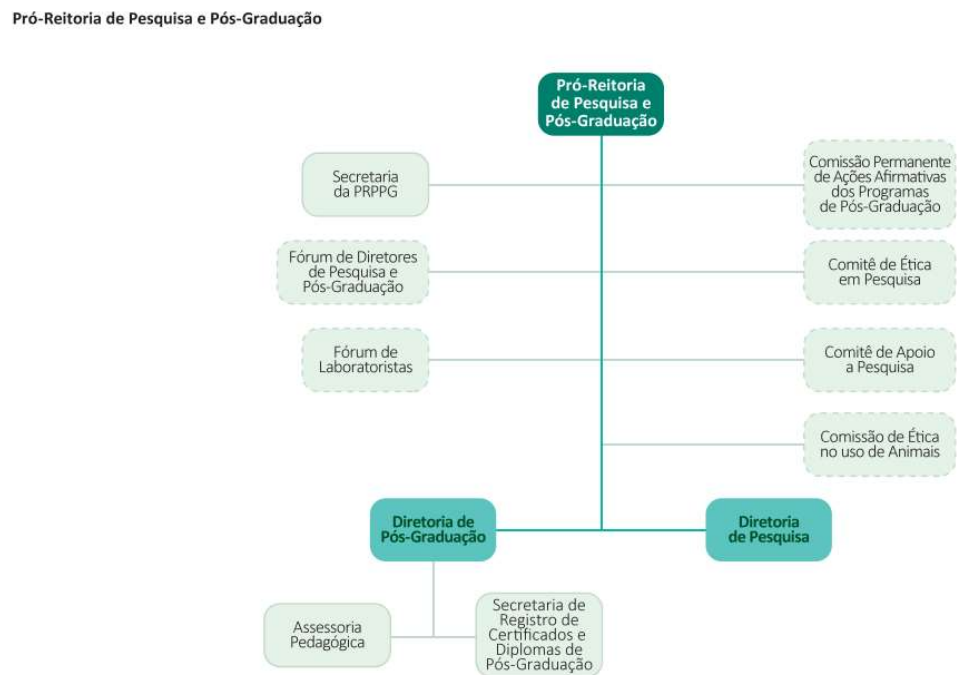 Pró-Reitoria de Pesquisa e Pós-Graduação
Pró-Reitoria
de Pesquisa e
Pós-Graduação
Secretaria
da PRPPG
Comissão Permanente
de Ações Afirmativas
dos Programas
de Pós-Graduação
Fórum de Diretores
de Pesquisa e
Pós-Graduação
Comitê de Ética
em Pesquisa
Fórum de
Laboratoristas
Comitê de Apoio
a Pesquisa
Comissão de Ética
no uso de Animais
Diretoria de
Pós-Graduação
Diretoria
de Pesquisa
Assessoria
Pedagógica
Secretaria de
Registro de
Certificados e
Diplomas de
Pós-Graduação